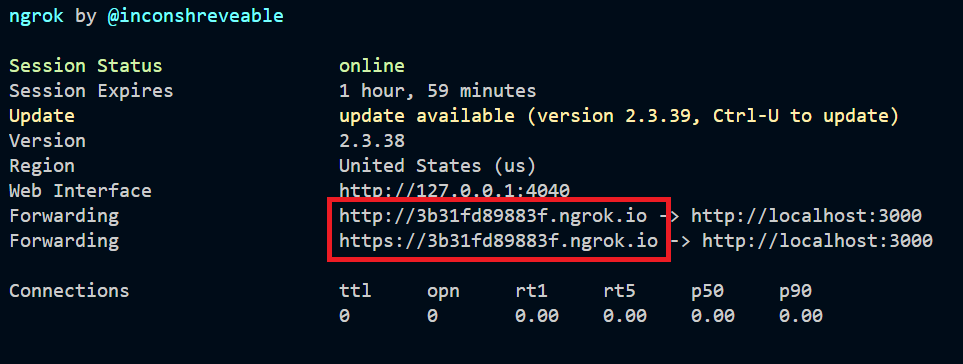 ngrok by @inconshreveable
Session Status online
Session Expires 1 hour, 59 minutes
Update update available (version 2.3.39, Ctrl-U to update)
Version 2.3.38
Region United States (us)
Web Interface http://127.0.0.1:4040
Forwarding http://3b31fd89883f.ngrok.io -> http://localhost:3000
Forwarding https://3b31fd89883f.ngrok.io -> http://localhost:3000
Connections ttl opn rt1 rt5 p50 p90
0 0 0.00 0.00 0.00 0.00